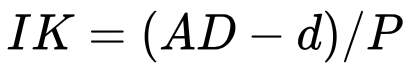 IK = (AD − d)/P